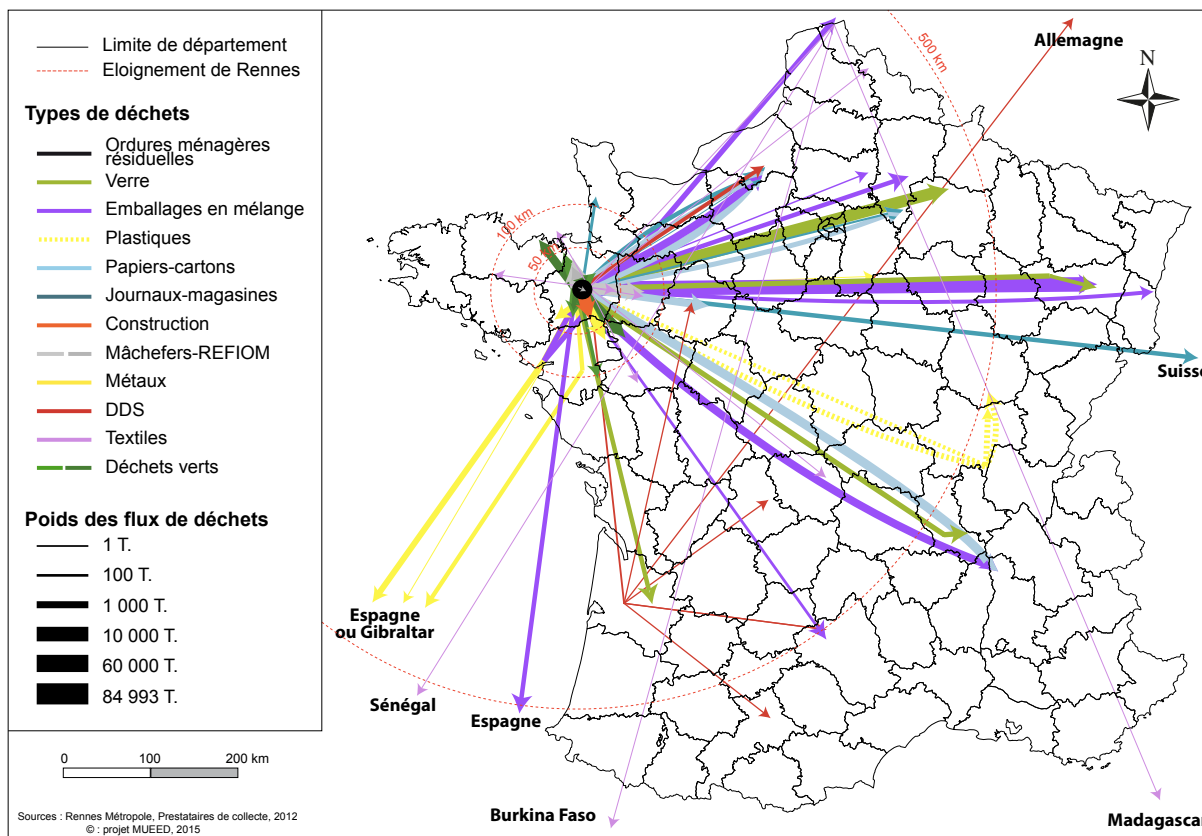 Limite de département
Eloignement de Rennes
Types de déchets
Ordures ménagères
résiduelles
Verre
Emballages en mélange
Plastiques
Papiers-cartons
Journaux-magasines
Construction
Mâchefers-REFIOM
Métaux
DDS
Textiles
Déchets verts
Poids des flux de déchets
1 T.
100 T.
1 000 T.
10 000 T.
60 000 T.
84 993 T.
0 100 200 km
Sources : Rennes Métropole, Prestataires de collecte, 2012
© : projet MUEED, 2015
500 km
Allemagne
N
100 km
50 km
Suisse
Espagne
ou Gibraltar
Sénégal
Espagne
Burkina Faso
Madagascar